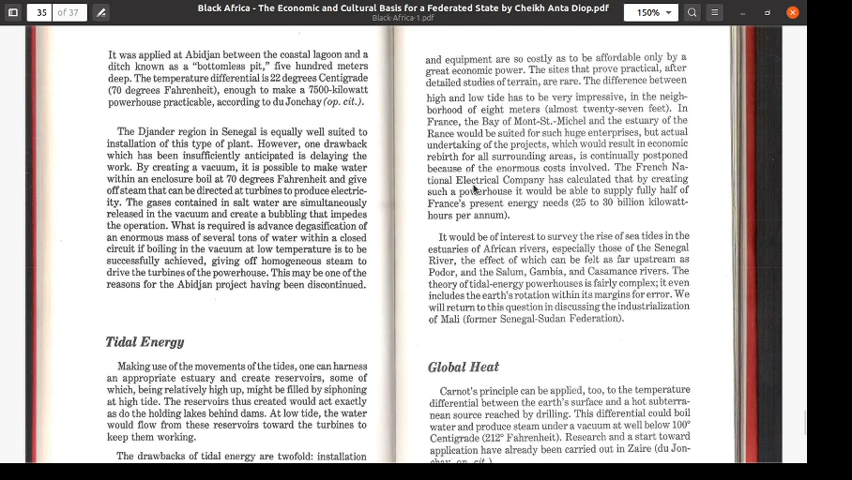 Black Africa - The Economic and Cultural Basis for a Federated State by Cheikh Anta Diop.pdf
Black-Africa-1.pdf
35 of 37
150%
It was applied at Abidjan between the coastal lagoon and a
ditch known as a "bottomless pit," five hundred meters
deep. The temperature differential is 22 degrees Centigrade
(70 degrees Fahrenheit), enough to make a 7500-kilowatt
powerhouse practicable, according to du Jonchay (op. cit.).
The Djander region in Senegal is equally well suited to
installation of this type of plant. However, one drawback
which has been insufficiently anticipated is delaying the
work. By creating a vacuum, it is possible to make water
within an enclosure boil at 70 degrees Fahrenheit and give
off steam that can be directed at turbines to produce electric-
ity. The gases contained in salt water are simultaneously
released in the vacuum and create a bubbling that impedes
the operation. What is required is advance degasification of
an enormous mass of several tons of water within a closed
circuit if boiling in the vacuum at low temperature is to be
successfully achieved, giving off homogeneous steam to
drive the turbines of the powerhouse. This may be one of the
reasons for the Abidjan project having been discontinued.
Tidal Energy
Making use of the movements of the tides, one can harness
an appropriate estuary and create reservoirs, some of
which, being relatively high up, might be filled by siphoning
at high tide. The reservoirs thus created would act exactly
as do the holding lakes behind dams. At low tide, the water
would flow from these reservoirs toward the turbines to
keep them working.
The drawbacks of tidal energy are twofold: installation
and equipment are so costly as to be affordable only by a
great economic power. The sites that prove practical, after
detailed studies of terrain, are rare. The difference between
high and low tide has to be very impressive, in the neigh-
borhood of eight meters (almost twenty-seven feet). In
France, the Bay of Mont-St.-Michel and the estuary of the
Rance would be suited for such huge enterprises, but actual
undertaking of the projects, which would result in economic
rebirth for all surrounding areas, is continually postponed
because of the enormous costs involved. The French Na-
tional Electrical Company has calculated that by creating
such a powerhouse it would be able to supply fully half of
France's present energy needs (25 to 30 billion kilowatt-
hours per annum).
It would be of interest to survey the rise of sea tides in the
estuaries of African rivers, especially those of the Senegal
River, the effect of which can be felt as far upstream as
Podor, and the Salum, Gambia, and Casamance rivers. The
theory of tidal-energy powerhouses is fairly complex; it even
includes the earth's rotation within its margins for error. We
will return to this question in discussing the industrialization
of Mali (former Senegal-Sudan Federation).
Global Heat
Carnot's principle can be applied, too, to the temperature
differential between the earth's surface and a hot subterra-
nean source reached by drilling. This differential could boil
water and produce steam under a vacuum at well below 100°
Centigrade (212° Fahrenheit). Research and a start toward
application have already been carried out in Zaire (du Jon-
chay, op. cit.)